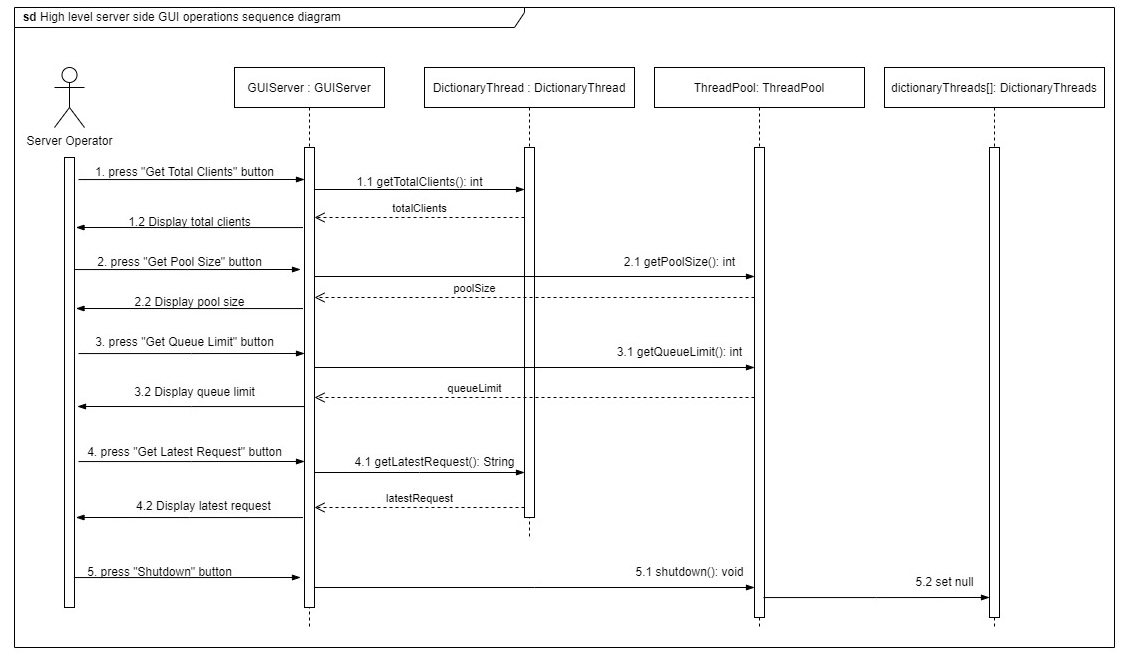 sd High level server side GUI operations sequence diagram
GUIServer : GUIServer
DictionaryThread : DictionaryThread
ThreadPool: ThreadPool
dictionaryThreads[]: DictionaryThreads
Server Operator
1. press "Get Total Clients" button
1.1 getTotalClients(): int
totalClients
1.2 Display total clients
2. press "Get Pool Size" button
2.1 getPoolSize(): int
poolSize
2.2 Display pool size
3. press "Get Queue Limit" button
3.1 getQueueLimit(): int
queueLimit
3.2 Display queue limit
4. press "Get Latest Request" button
4.1 getLatestRequest(): String
latestRequest
4.2 Display latest request
5. press "Shutdown" button
5.1 shutdown(): void
5.2 set null